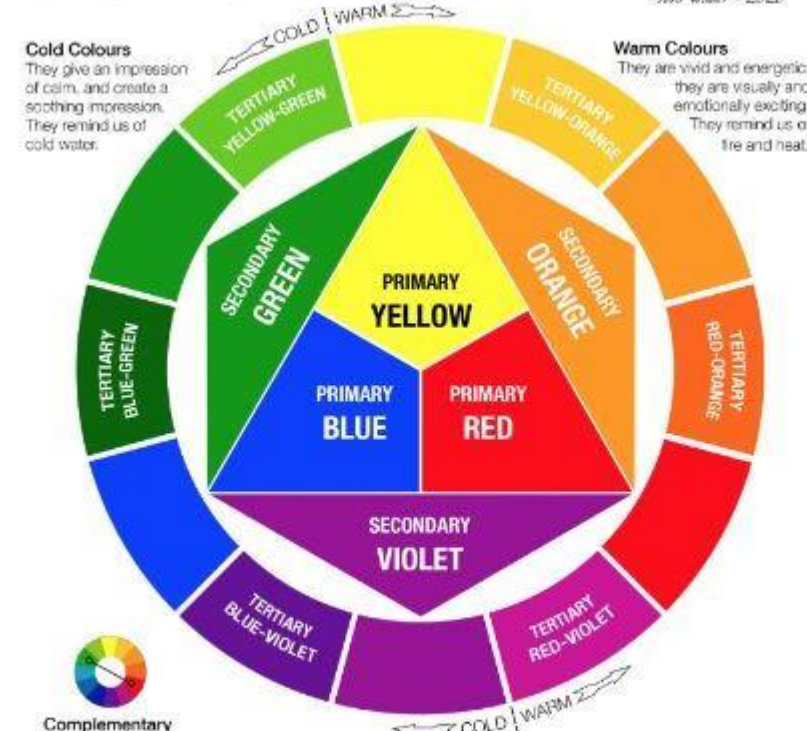 COLD | WARM
Cold Colours
They give an impression
of calm, and create a
soothing impression.
They remind us of
cold water.
Warm Colours
They are vivid and energetic,
they are visually and
emotionally exciting.
They remind us o
fire and heat.
TERTIARY
YELLOW-GREEN
TERTIARY
YELLOW-ORANGE
SECONDARY
GREEN
SECONDARY
ORANGE
PRIMARY
YELLOW
TERTIARY
BLUE-GREEN
TERTIARY
RED-ORANGE
PRIMARY
BLUE
PRIMARY
RED
SECONDARY
VIOLET
TERTIARY
BLUE-VIOLET
TERTIARY
RED-VIOLET
COLD | WARM
Complementary